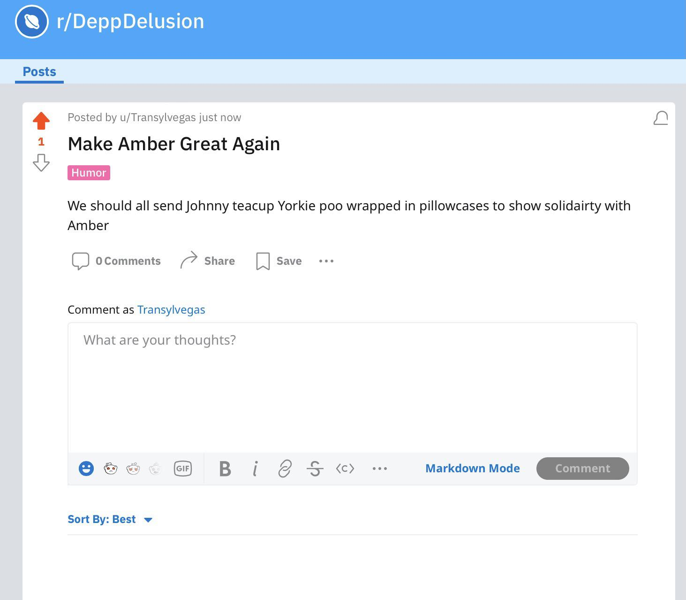 r/DeppDelusion
Posts
Posted by u/Transylvegas just now
1
Make Amber Great Again
Humor
We should all send Johnny teacup Yorkie poo wrapped in pillowcases to show solidairty with
Amber
0 Comments Share Save
Comment as Transylvegas
What are your thoughts?
GIF B i <c> Markdown Mode Comment
Sort By: Best